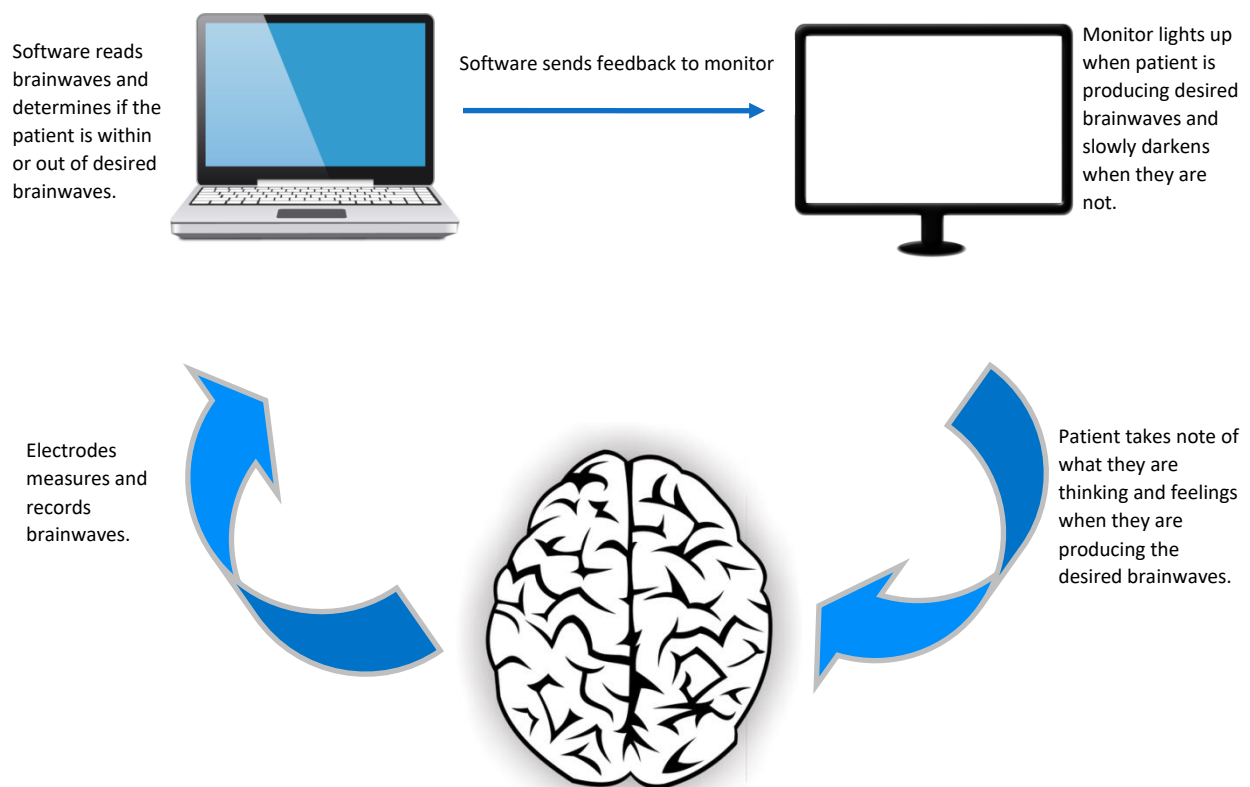 Software reads
brainwaves and
determines if the
patient is within
or out of desired
brainwaves.
Software sends feedback to monitor
Monitor lights up
when patient is
producing desired
brainwaves and
slowly darkens
when they are
not.
Electrodes
measures and
records
brainwaves.
Patient takes note of
what they are
thinking and feelings
when they are
producing the
desired brainwaves.